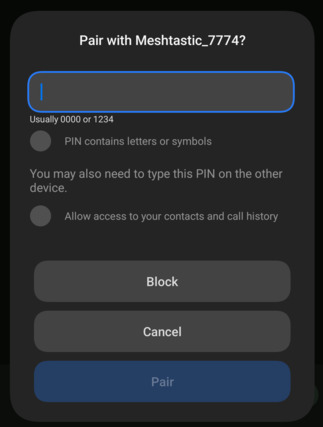 Pair with Meshtastic_7774?
Usually 0000 or 1234
PIN contains letters or symbols
You may also need to type this PIN on the other
device.
Allow access to your contacts and call history
Block
Cancel
Pair